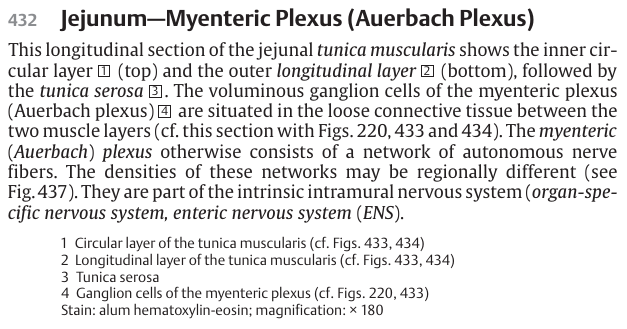 432 Jejunum—Myenteric Plexus (Auerbach Plexus)
This longitudinal section of the jejunal tunica muscularis shows the inner cir-
cular layer 1 (top) and the outer longitudinal layer 2 (bottom), followed by
the tunica serosa 3. The voluminous ganglion cells of the myenteric plexus
(Auerbach plexus) 4 are situated in the loose connective tissue between the
two muscle layers (cf. this section with Figs. 220, 433 and 434). The myenteric
(Auerbach) plexus otherwise consists of a network of autonomous nerve
fibers. The densities of these networks may be regionally different (see
Fig. 437). They are part of the intrinsic intramural nervous system (organ-spe-
cific nervous system, enteric nervous system (ENS).
1 Circular layer of the tunica muscularis (cf. Figs. 433, 434)
2 Longitudinal layer of the tunica muscularis (cf. Figs. 433, 434)
3 Tunica serosa
4 Ganglion cells of the myenteric plexus (cf. Figs. 220, 433)
Stain: alum hematoxylin-eosin; magnification: × 180